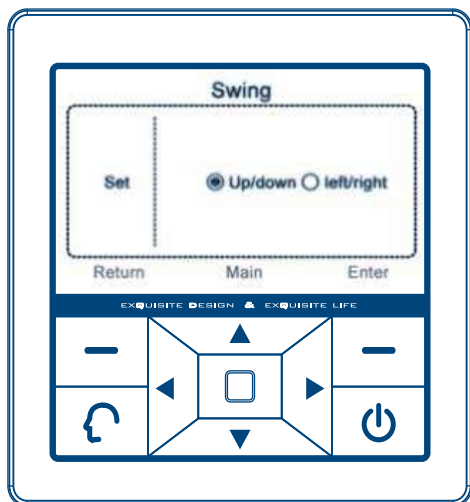 Swing
Set Up/down left/right
Return Main Enter
EXQUISITE DESIGN & EXQUISITE LIFE